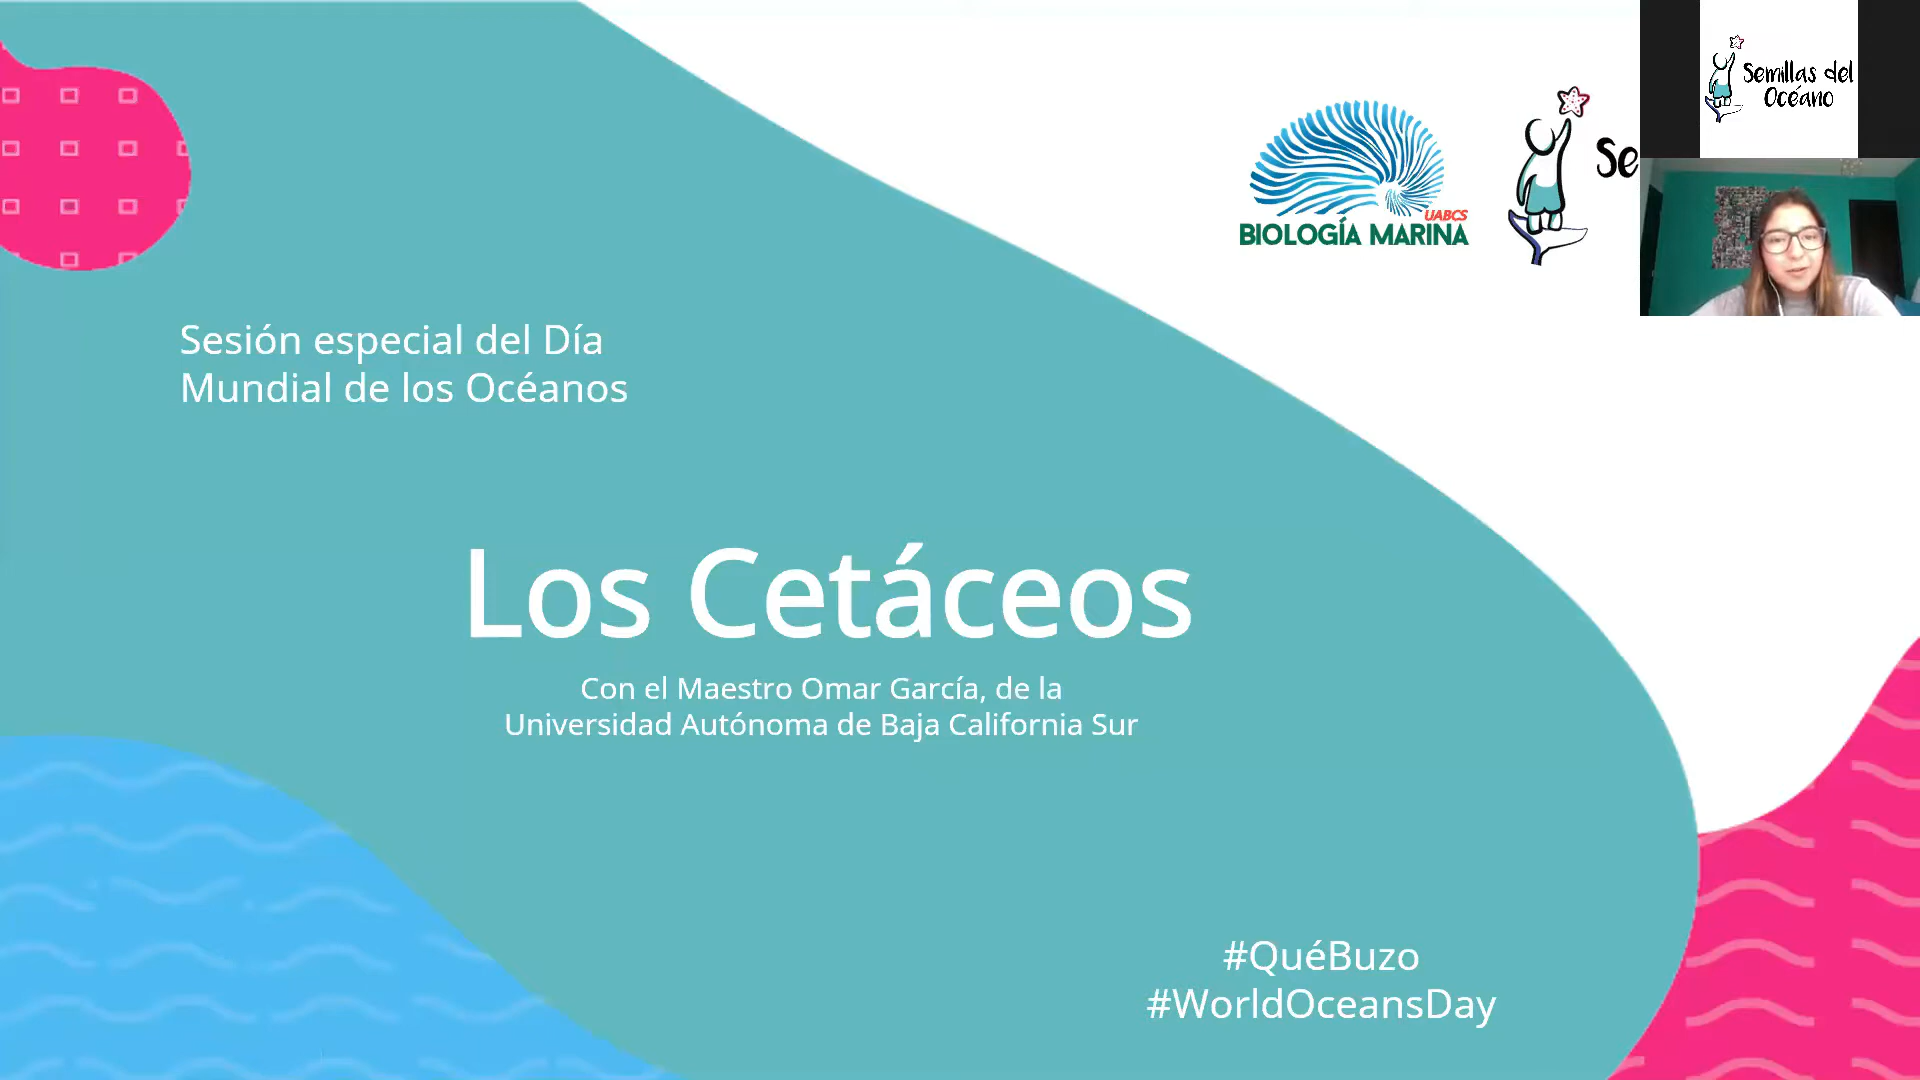 Semillas del
Océano
UABCS
BIOLOGÍA MARINA
Se
Sesión especial del Día
Mundial de los Océanos
Los Cetáceos
Con el Maestro Omar García, de la
Universidad Autónoma de Baja California Sur
#QuéBuzo
#WorldOceansDay